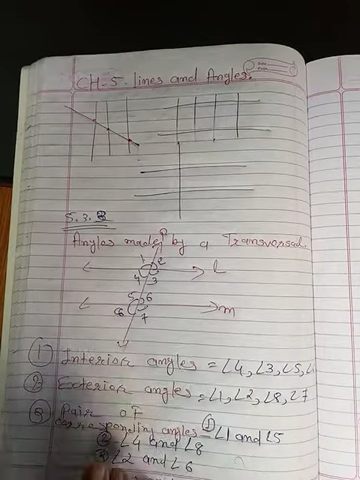 CH-5. Lines and Angles.
5.3.3
Angles made by a Transversal
1 2
4 3
l
5 6
8 7
m
① Interior angles = ∠4, ∠3, ∠5,
② Exterior angles = ∠1, ∠2, ∠8, ∠7
③ Pair of
corresponding angles = ① ∠1 and ∠5
② ∠4 and ∠8
③ ∠2 and ∠6